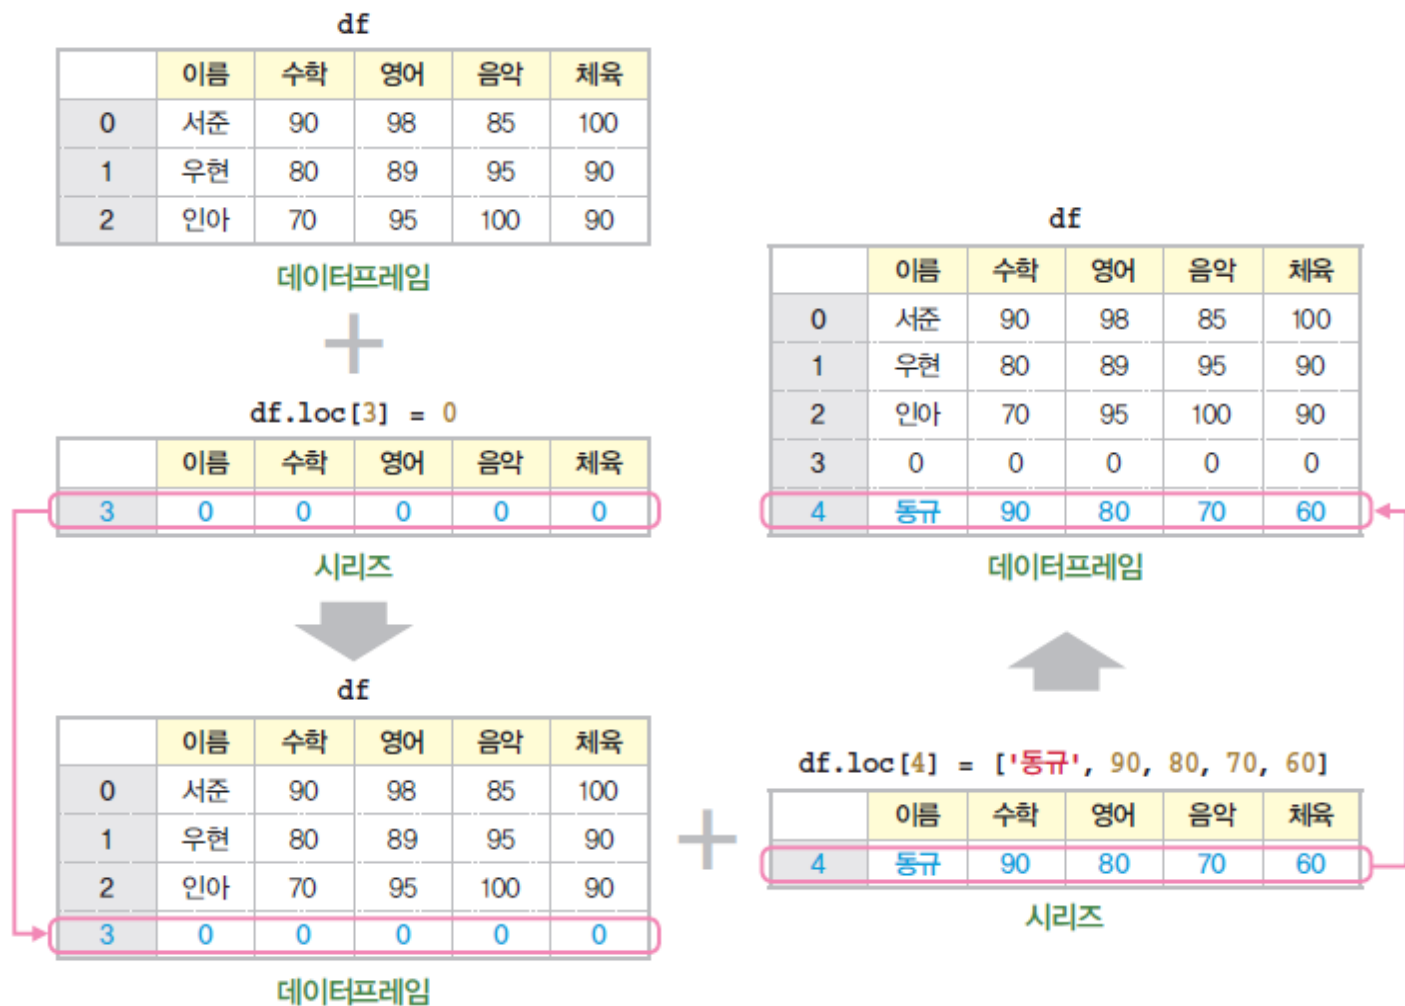 df
이름 수학 영어 음악 체육
0 서준 90 98 85 100
1 우현 80 89 95 90
2 인아 70 95 100 90
데이터프레임
+
df.loc[3] = 0
이름 수학 영어 음악 체육
3 0 0 0 0 0
시리즈
df
이름 수학 영어 음악 체육
0 서준 90 98 85 100
1 우현 80 89 95 90
2 인아 70 95 100 90
3 0 0 0 0 0
데이터프레임
+
df.loc[4] = ['동규', 90, 80, 70, 60]
이름 수학 영어 음악 체육
4 동규 90 80 70 60
시리즈
df
이름 수학 영어 음악 체육
0 서준 90 98 85 100
1 우현 80 89 95 90
2 인아 70 95 100 90
3 0 0 0 0 0
4 동규 90 80 70 60
데이터프레임